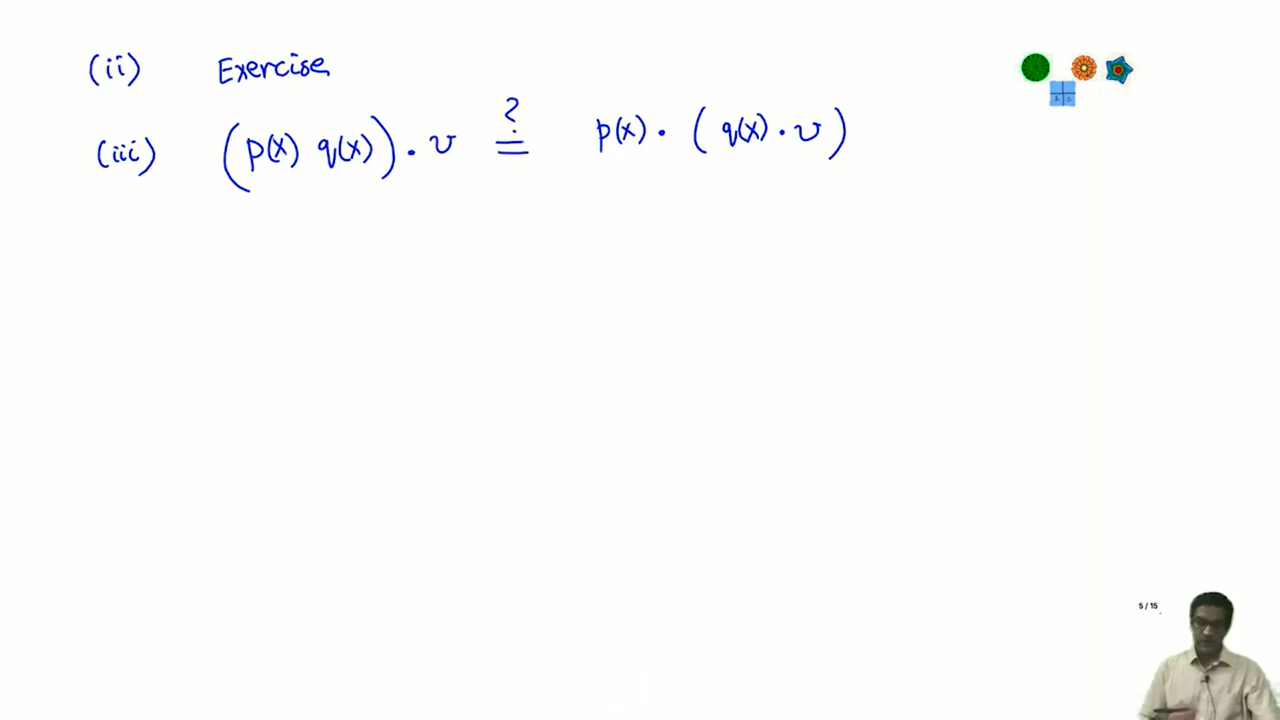 (ii) Exercise
(iii) (p(x) q(x)) · v ≟ p(x) · (q(x) · v)
5 / 15